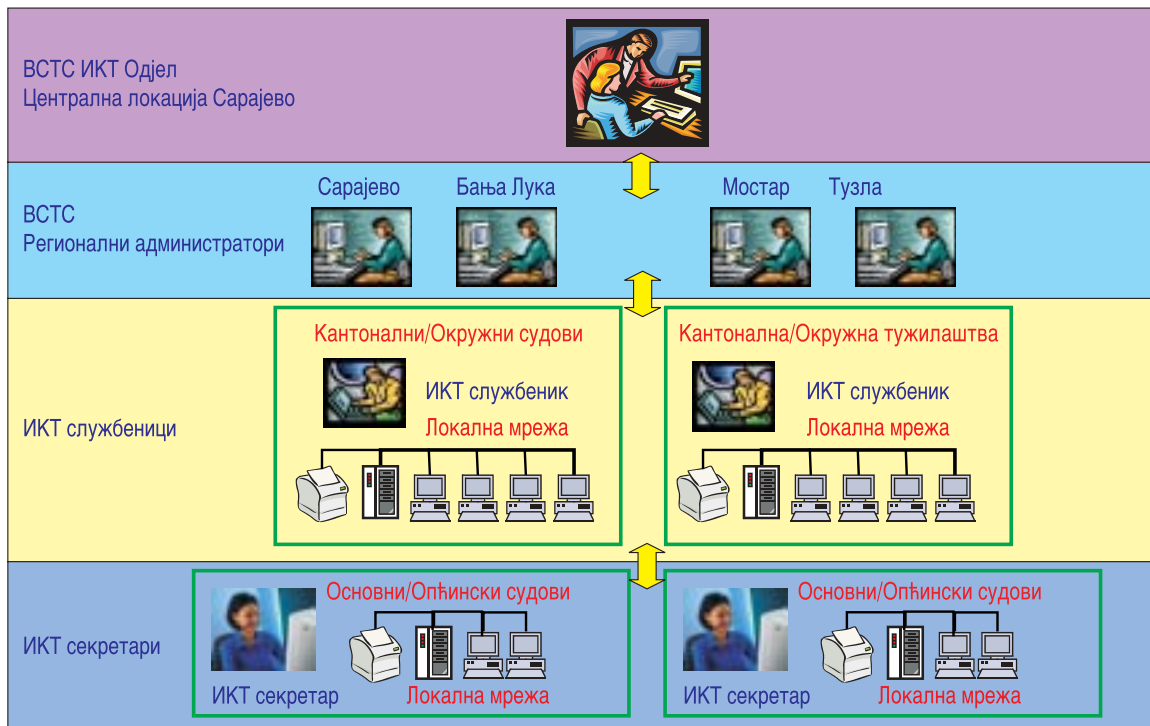 ВСТС ИКТ Одјел
Централна локација Сарајево
Сарајево
Бања Лука
Мостар
Тузла
ВСТС
Регионални администратори
Кантонални/Окружни судови
Кантонална/Окружна тужилаштва
ИКТ службеник
ИКТ службеник
ИКТ службеници
Локална мрежа
Локална мрежа
Основни/Опћински судови
Основни/Опћински судови
ИКТ секретари
ИКТ секретар
Локална мрежа
ИКТ секретар
Локална мрежа